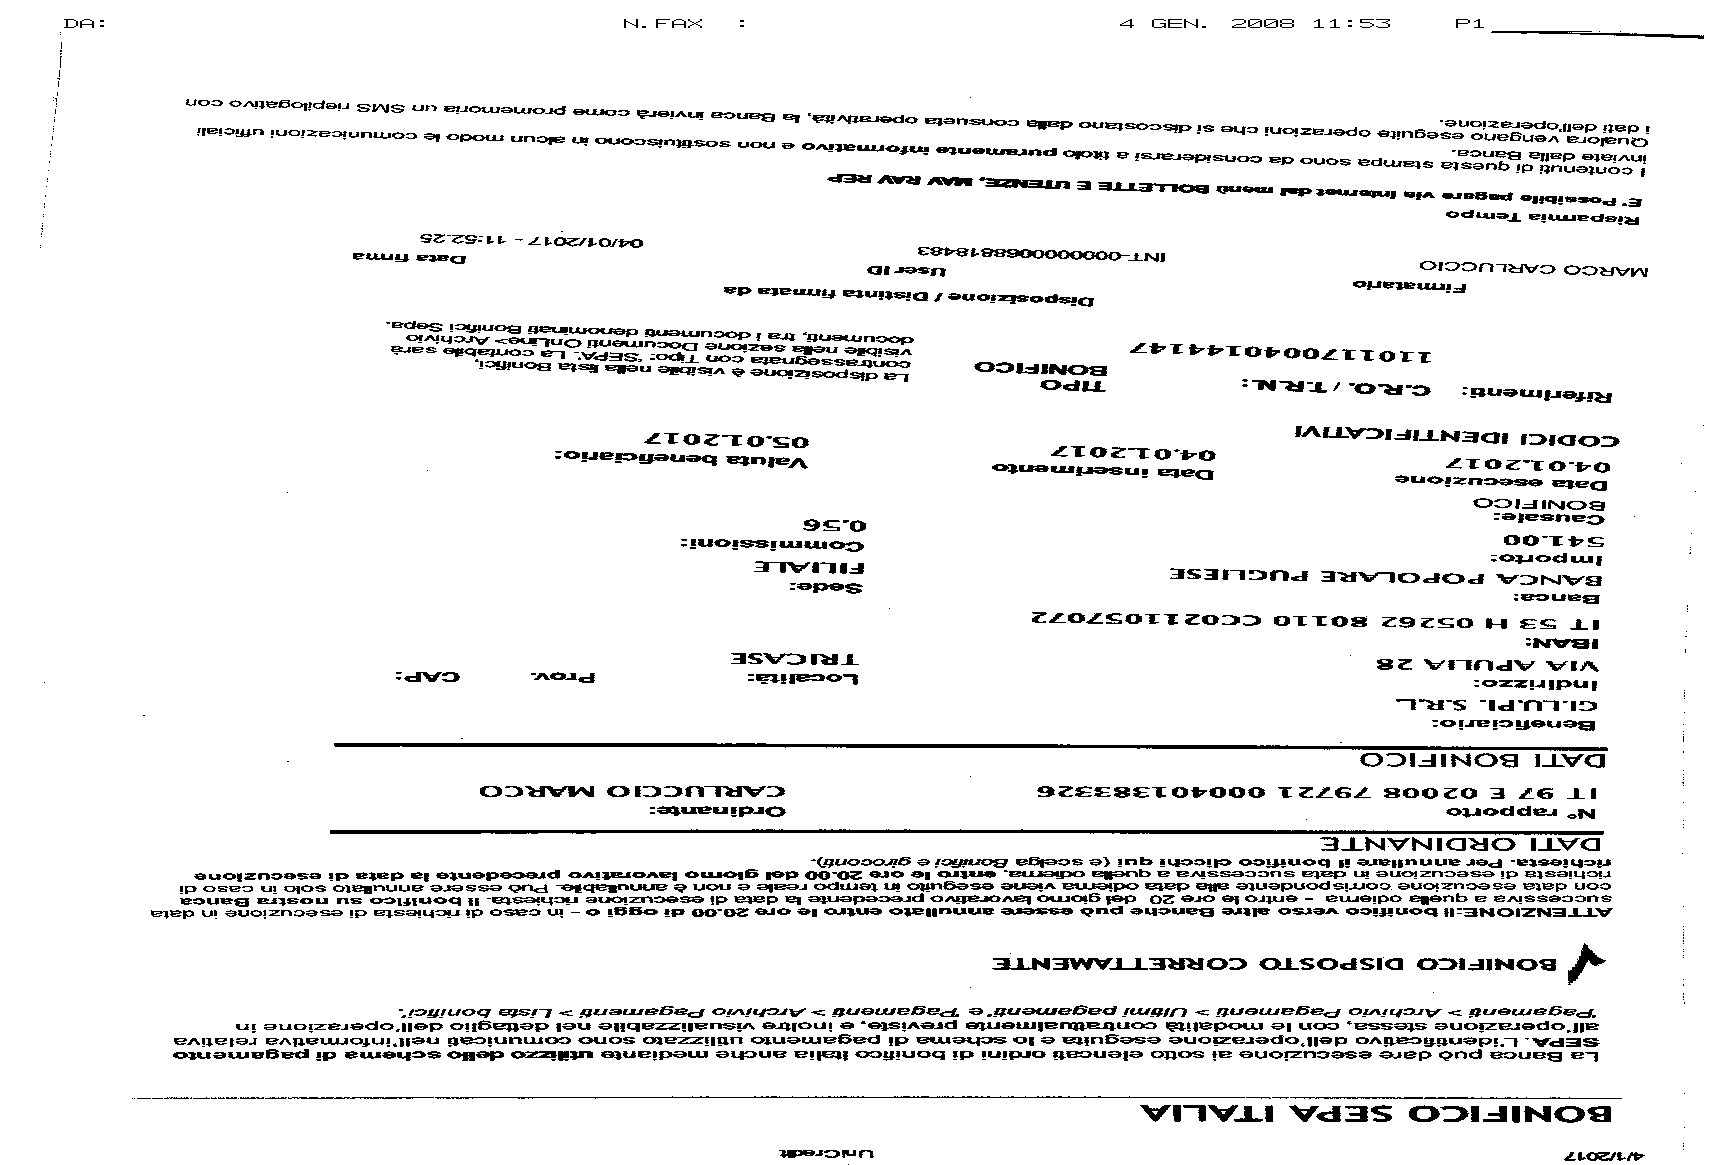 DA: N.FAX : 4 GEN. 2008 11:53 P1
4/1/2017 UniCredit
BONIFICO SEPA ITALIA
La Banca può dare esecuzione ai sotto elencati ordini di bonifico Italia anche mediante utilizzo dello schema di pagamento
SEPA. L'identificativo dell'operazione eseguita e lo schema di pagamento utilizzato sono comunicati nell'informativa relativa
all'operazione stessa, con le modalità contrattualmente previste, e inoltre visualizzabile nel dettaglio dell'operazione in
"Pagamenti > Archivio Pagamenti > Ultimi pagamenti" e "Pagamenti > Archivio Pagamenti > Lista bonifici".
BONIFICO DISPOSTO CORRETTAMENTE
ATTENZIONE:Il bonifico verso altre Banche può essere annullato entro le ore 20.00 di oggi o - in caso di richiesta di esecuzione in data
successiva a quella odierna - entro le ore 20 del giorno lavorativo precedente la data di esecuzione richiesta. Il bonifico su nostra Banca
con data esecuzione corrispondente alla data odierna viene eseguito in tempo reale e non è annullabile. Può essere annullato solo in caso di
richiesta di esecuzione in data successiva a quella odierna, entro le ore 20.00 del giorno lavorativo precedente la data di esecuzione
richiesta. Per annullare il bonifico clicchi qui (e scelga Bonifici e giroconti).
DATI ORDINANTE
N° rapporto Ordinante:
IT 97 E 02008 79721 000401383326 CARLUCCIO MARCO
DATI BONIFICO
Beneficiario:
GI.LU.PI. S.R.L.
Indirizzo: Località: Prov. CAP:
VIA APULIA 28 TRICASE
IBAN:
IT 53 H 05262 80110 CC0211057072
Banca: Sede:
BANCA POPOLARE PUGLIESE FILIALE
Importo: Commissioni:
541.00 0.56
Causale:
BONIFICO
Data esecuzione Data inserimento Valuta beneficiario:
04.01.2017 04.01.2017 05.01.2017
CODICI IDENTIFICATIVI
Riferimenti: C.R.O. / T.R.N.: TIPO La disposizione è visibile nella lista Bonifici,
1101170040144147 BONIFICO contrassegnata con Tipo: "SEPA". La contabile sarà
visibile nella sezione Documenti OnLine> Archivio
documenti, tra i documenti denominati Bonifici Sepa.
Disposizione / Distinta firmata da
Firmatario User ID Data firma
MARCO CARLUCCIO INT-0000000068818483 04/01/2017 - 11:52.25
Risparmia Tempo
E' Possibile pagare via Internet dal menù BOLLETTE E UTENZE, MAV RAV REP
I contenuti di questa stampa sono da considerarsi a titolo puramente informativo e non sostituiscono in alcun modo le comunicazioni ufficiali
inviate dalla Banca.
Qualora vengano eseguite operazioni che si discostano dalla consueta operatività, la Banca invierà come promemoria un SMS riepilogativo con
i dati dell'operazione.